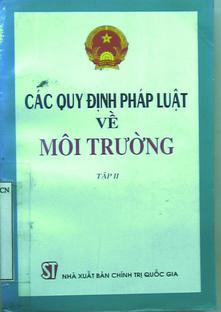 CÁC QUY ĐỊNH PHÁP LUẬT
VỀ
MÔI TRƯỜNG
TẬP II
CN
ST
NHÀ XUẤT BẢN CHÍNH TRỊ QUỐC GIA